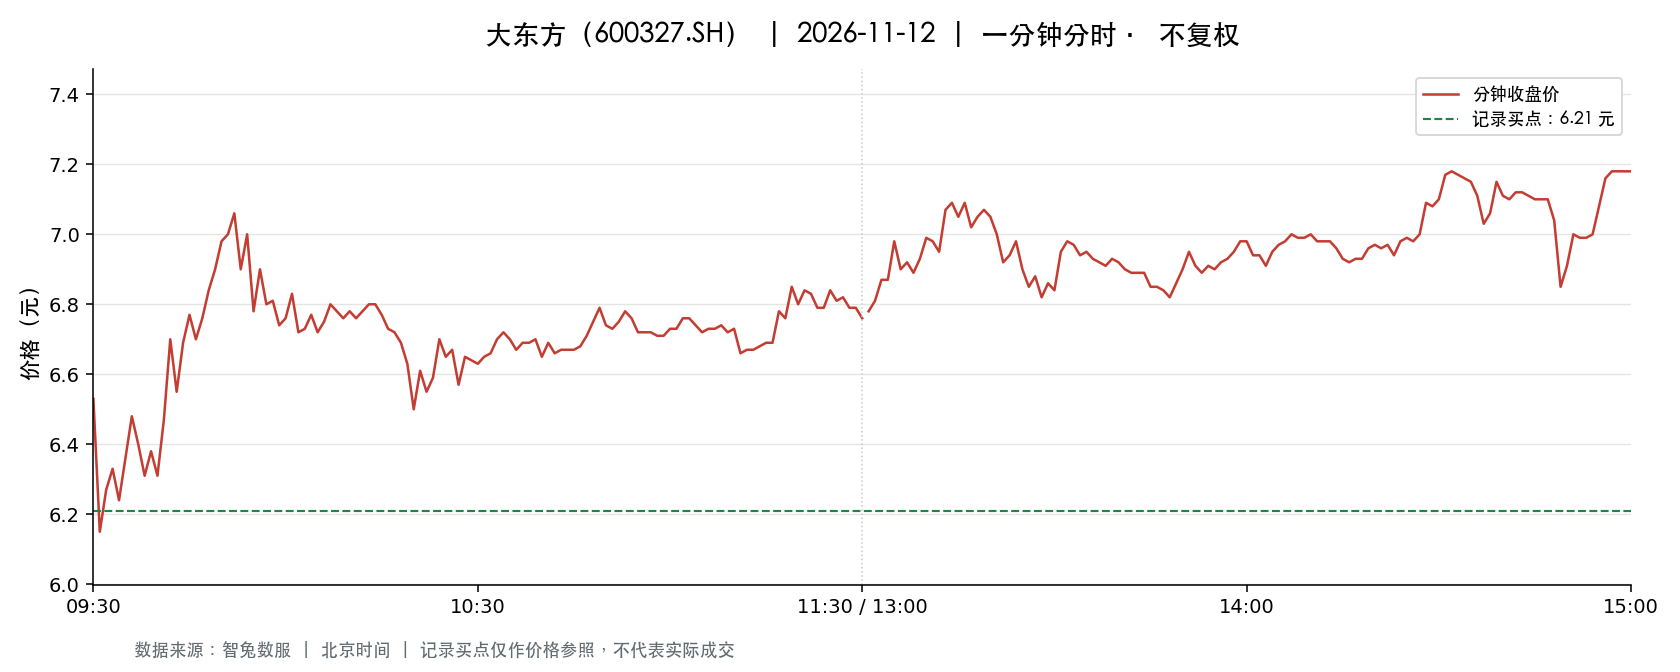 大东方（600327.SH） | 2026-11-12 | 一分钟分时 · 不复权
分钟收盘价
记录买点：6.21 元
价格（元）
7.4
7.2
7.0
6.8
6.6
6.4
6.2
6.0
09:30 10:30 11:30 / 13:00 14:00 15:00
数据来源：智兔数服 | 北京时间 | 记录买点仅作价格参照，不代表实际成交